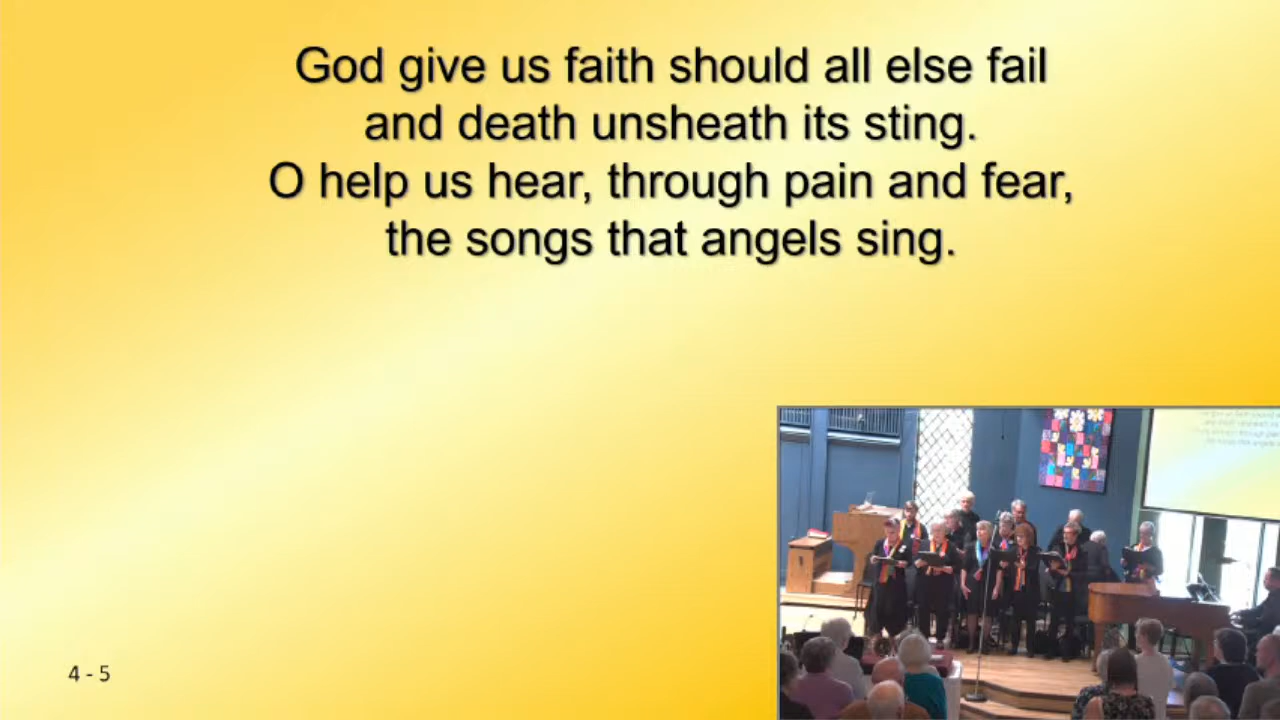 God give us faith should all else fail
and death unsheath its sting.
O help us hear, through pain and fear,
the songs that angels sing.
4 - 5